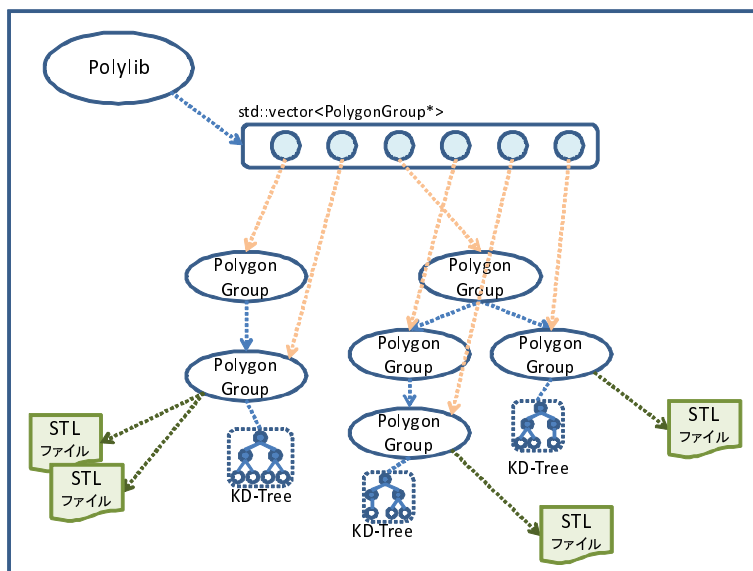 Polylib
std::vector<PolygonGroup*>
Polygon
Group
Polygon
Group
Polygon
Group
Polygon
Group
Polygon
Group
Polygon
Group
STL
ファイル
STL
ファイル
KD-Tree
KD-Tree
KD-Tree
STL
ファイル
STL
ファイル